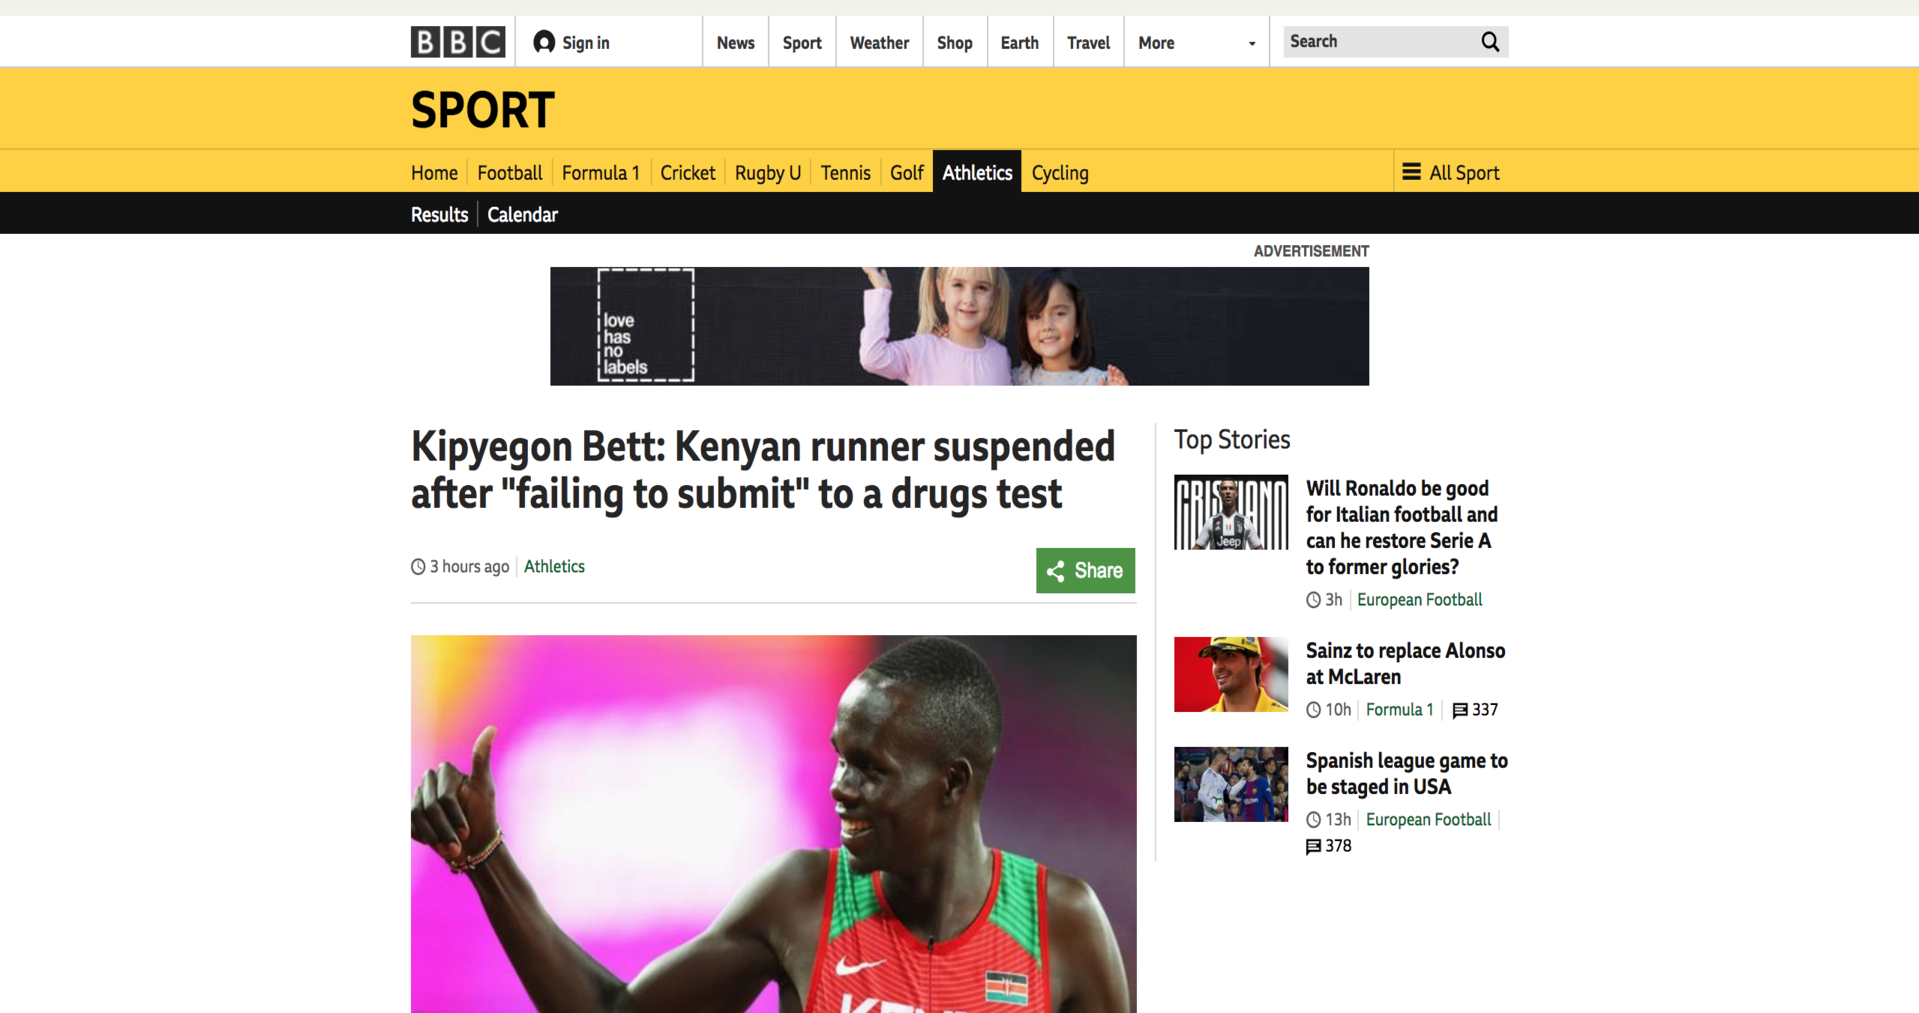 BBC
Sign in
News
Sport
Weather
Shop
Earth
Travel
More
Search
SPORT
Home
Football
Formula 1
Cricket
Rugby U
Tennis
Golf
Athletics
Cycling
All Sport
Results
Calendar
ADVERTISEMENT
love
has
no
labels
Kipyegon Bett: Kenyan runner suspended
after "failing to submit" to a drugs test
3 hours ago
Athletics
Share
Top Stories
CRISTIANO
Jeep
Will Ronaldo be good
for Italian football and
can he restore Serie A
to former glories?
3h
European Football
Sainz to replace Alonso
at McLaren
10h
Formula 1
337
Spanish league game to
be staged in USA
13h
European Football
378